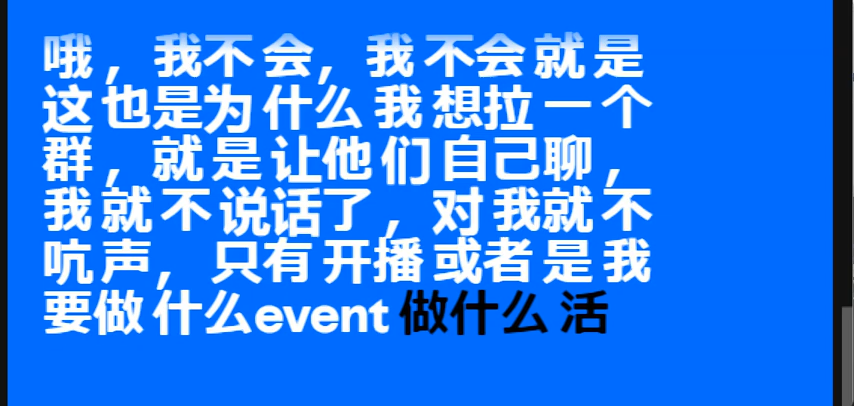 哦，我不会，我不会就是
这也是为什么我想拉一个
群，就是让他们自己聊，
我就不说话了，对我就不
吭声，只有开播或者是我
要做什么event 做什么 活